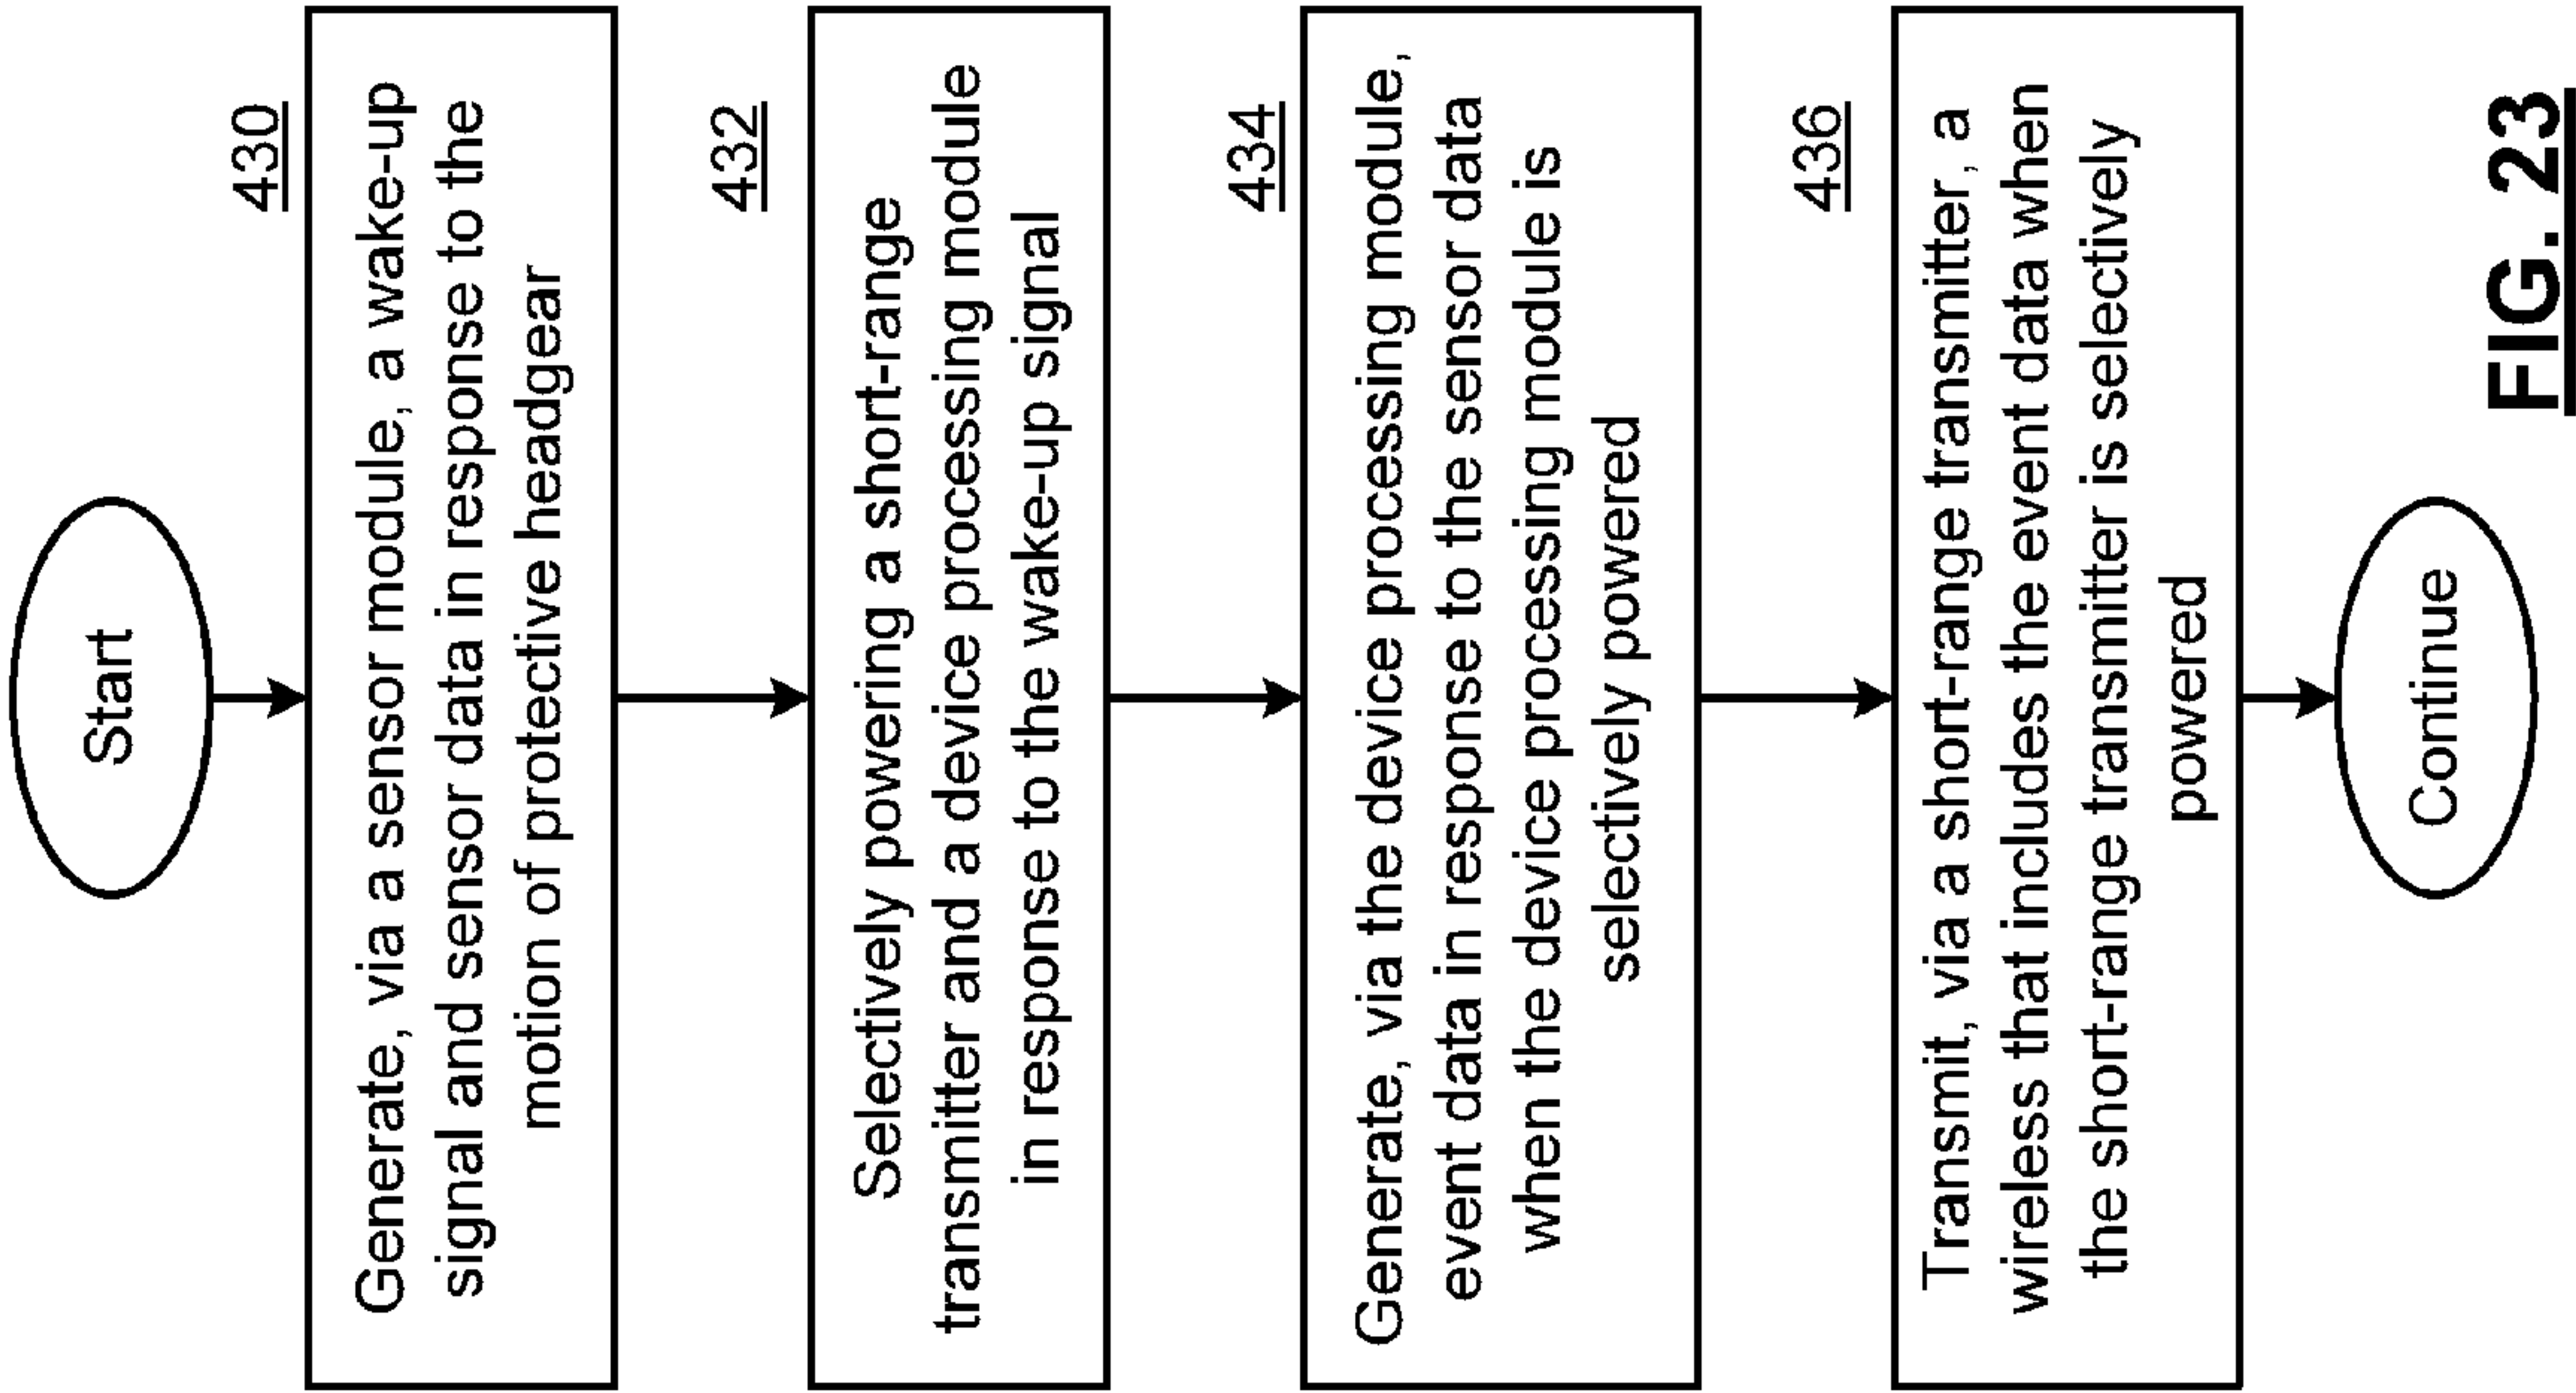 Start
430
Generate, via a sensor module, a wake-up
signal and sensor data in response to the
motion of protective headgear
432
Selectively powering a short-range
transmitter and a device processing module
in response to the wake-up signal
434
Generate, via the device processing module,
event data in response to the sensor data
when the device processing module is
selectively powered
436
Transmit, via a short-range transmitter, a
wireless that includes the event data when
the short-range transmitter is selectively
powered
Continue
FIG. 23